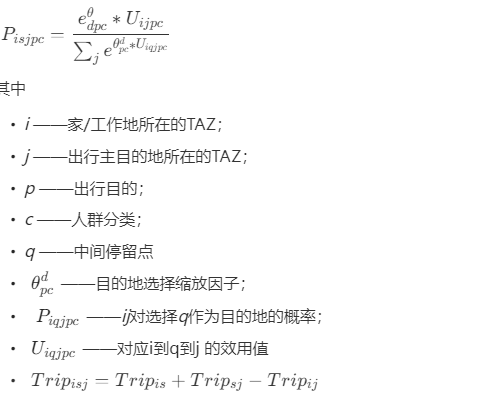 $P_{isjpc} = \frac{e^{\theta}_{dpc} * U_{ijpc}}{\sum_j e^{\theta^d_{pc} * U_{iqjpc}}}$
其中
• i ——家/工作地所在的TAZ；
• j ——出行主目的地所在的TAZ；
• p ——出行目的；
• c ——人群分类；
• q ——中间停留点
• $\theta^d_{pc}$ ——目的地选择缩放因子；
• $P_{iqjpc}$ ——ij对选择q作为目的地的概率；
• $U_{iqjpc}$ ——对应i到q到j 的效用值
• $Trip_{isj} = Trip_{is} + Trip_{sj} - Trip_{ij}$